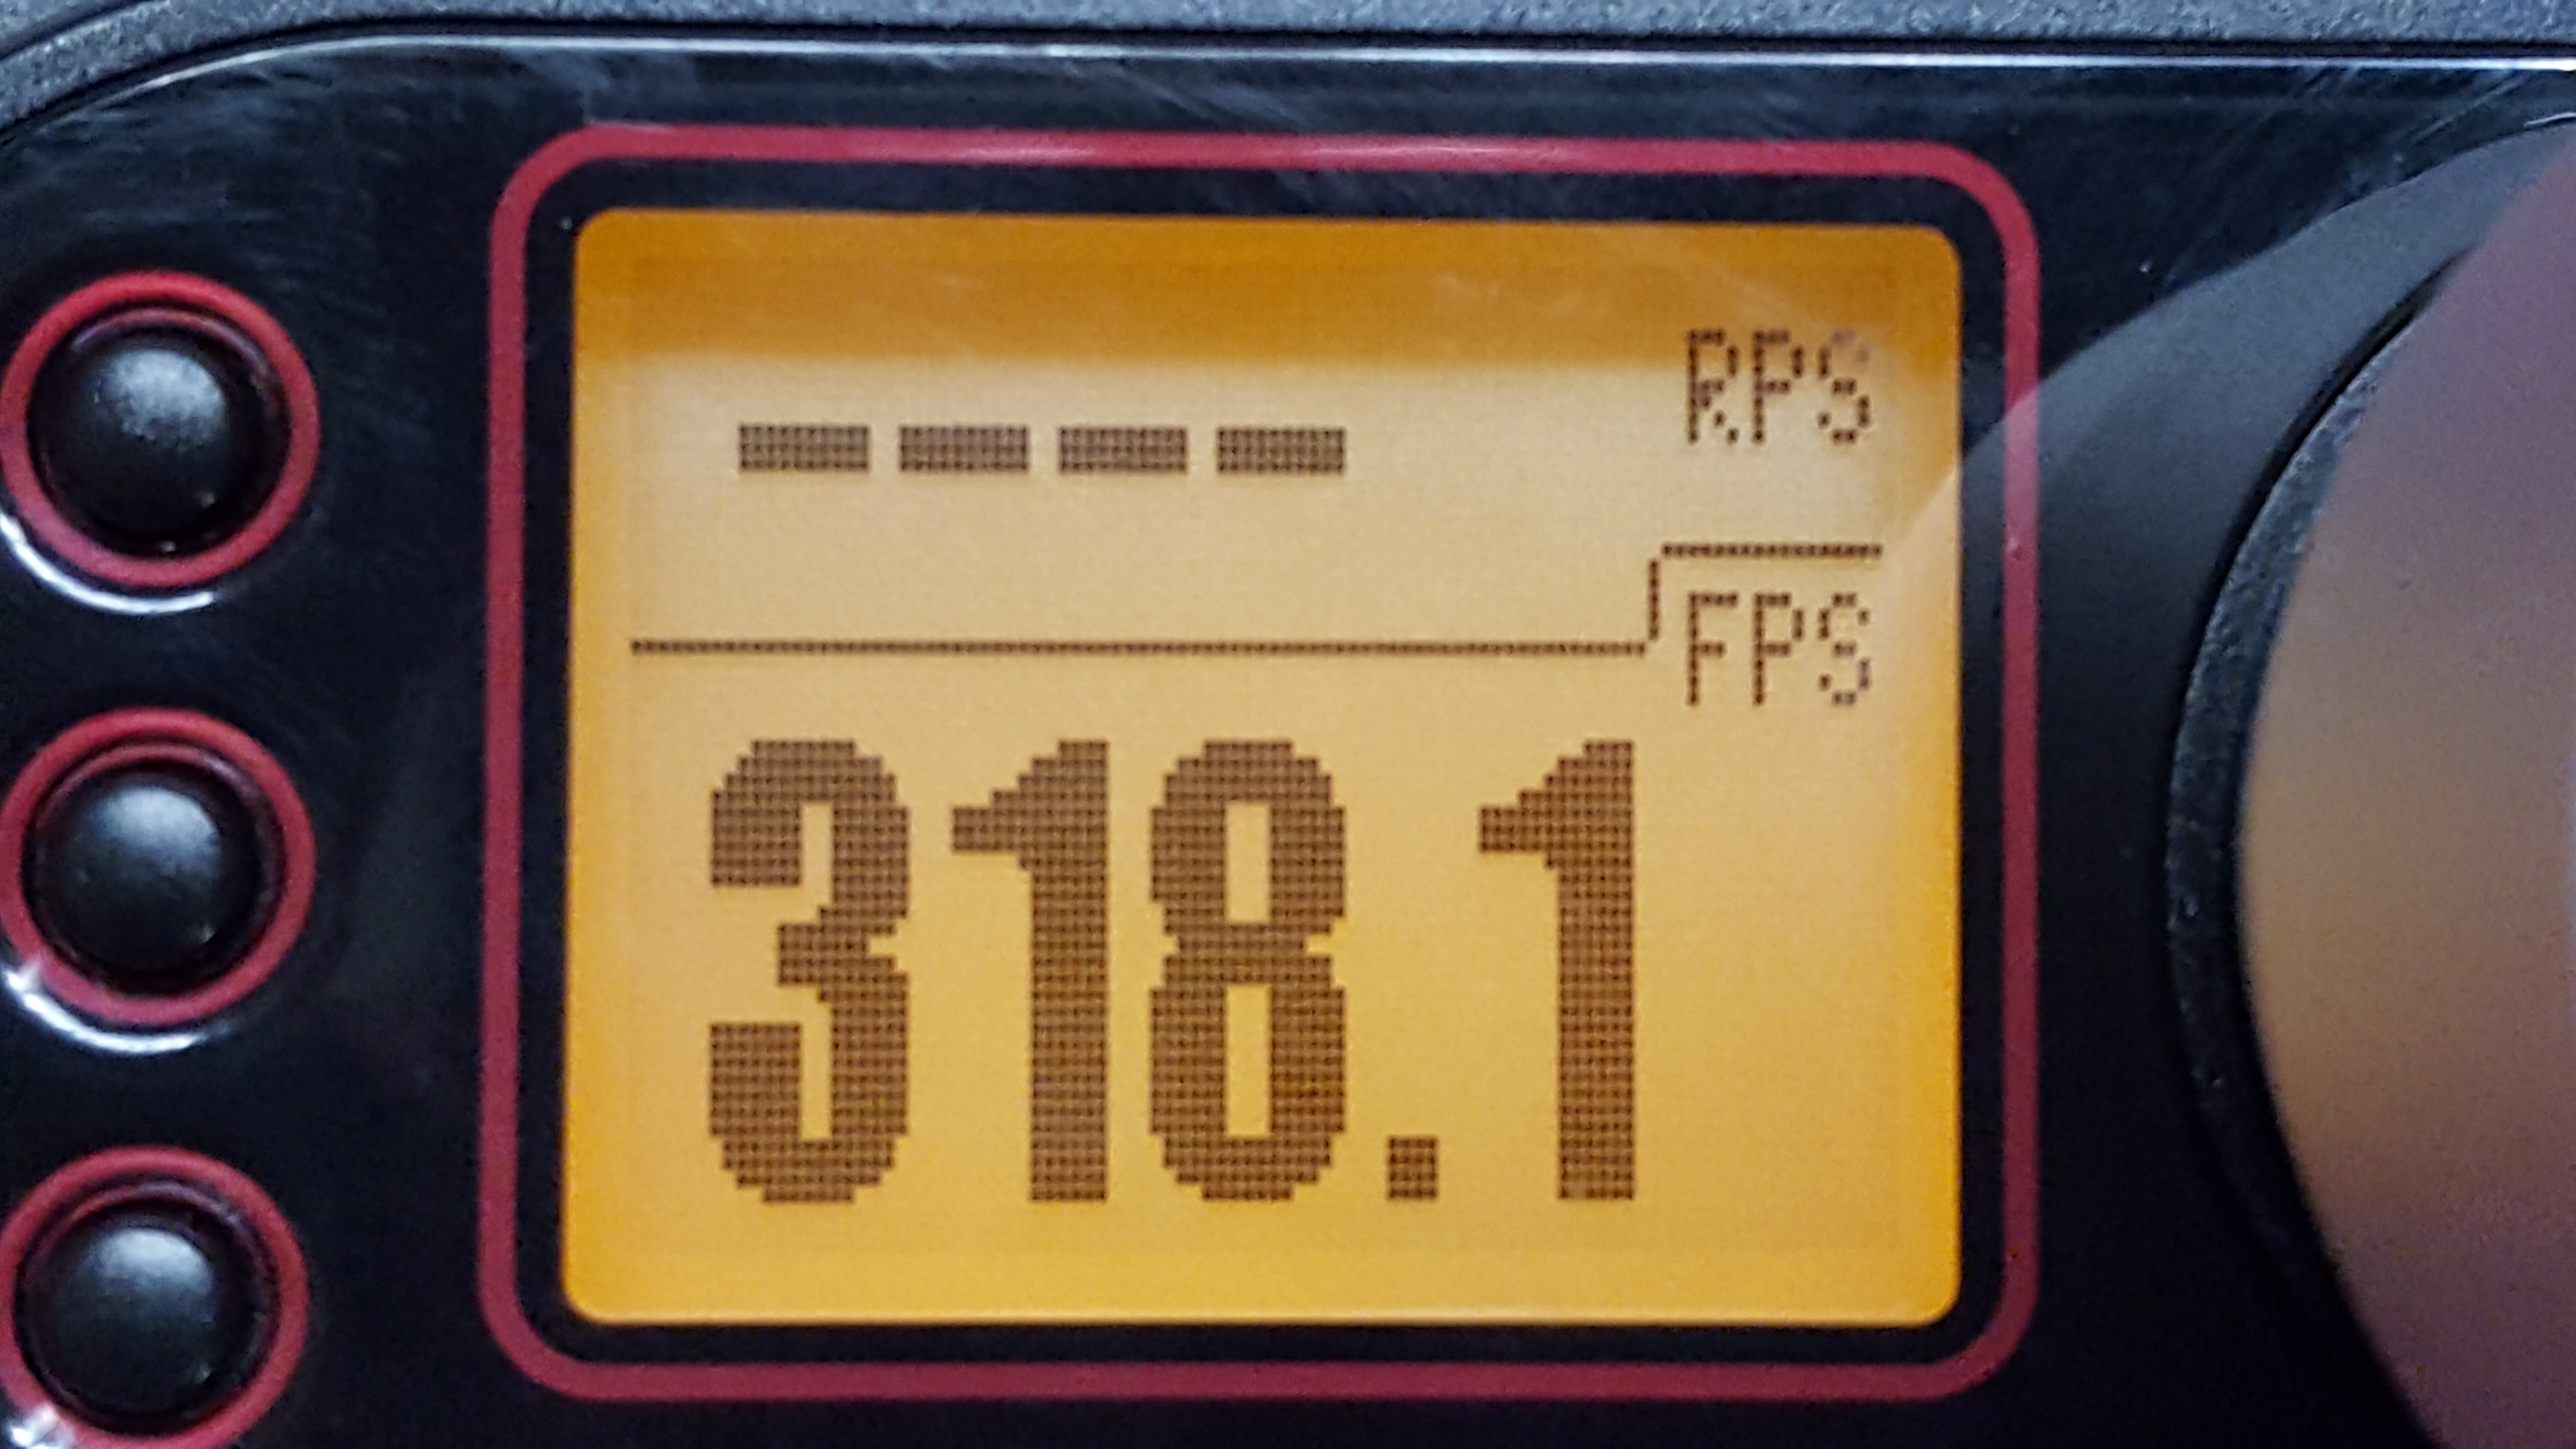 ---- RPS
FPS
318.1